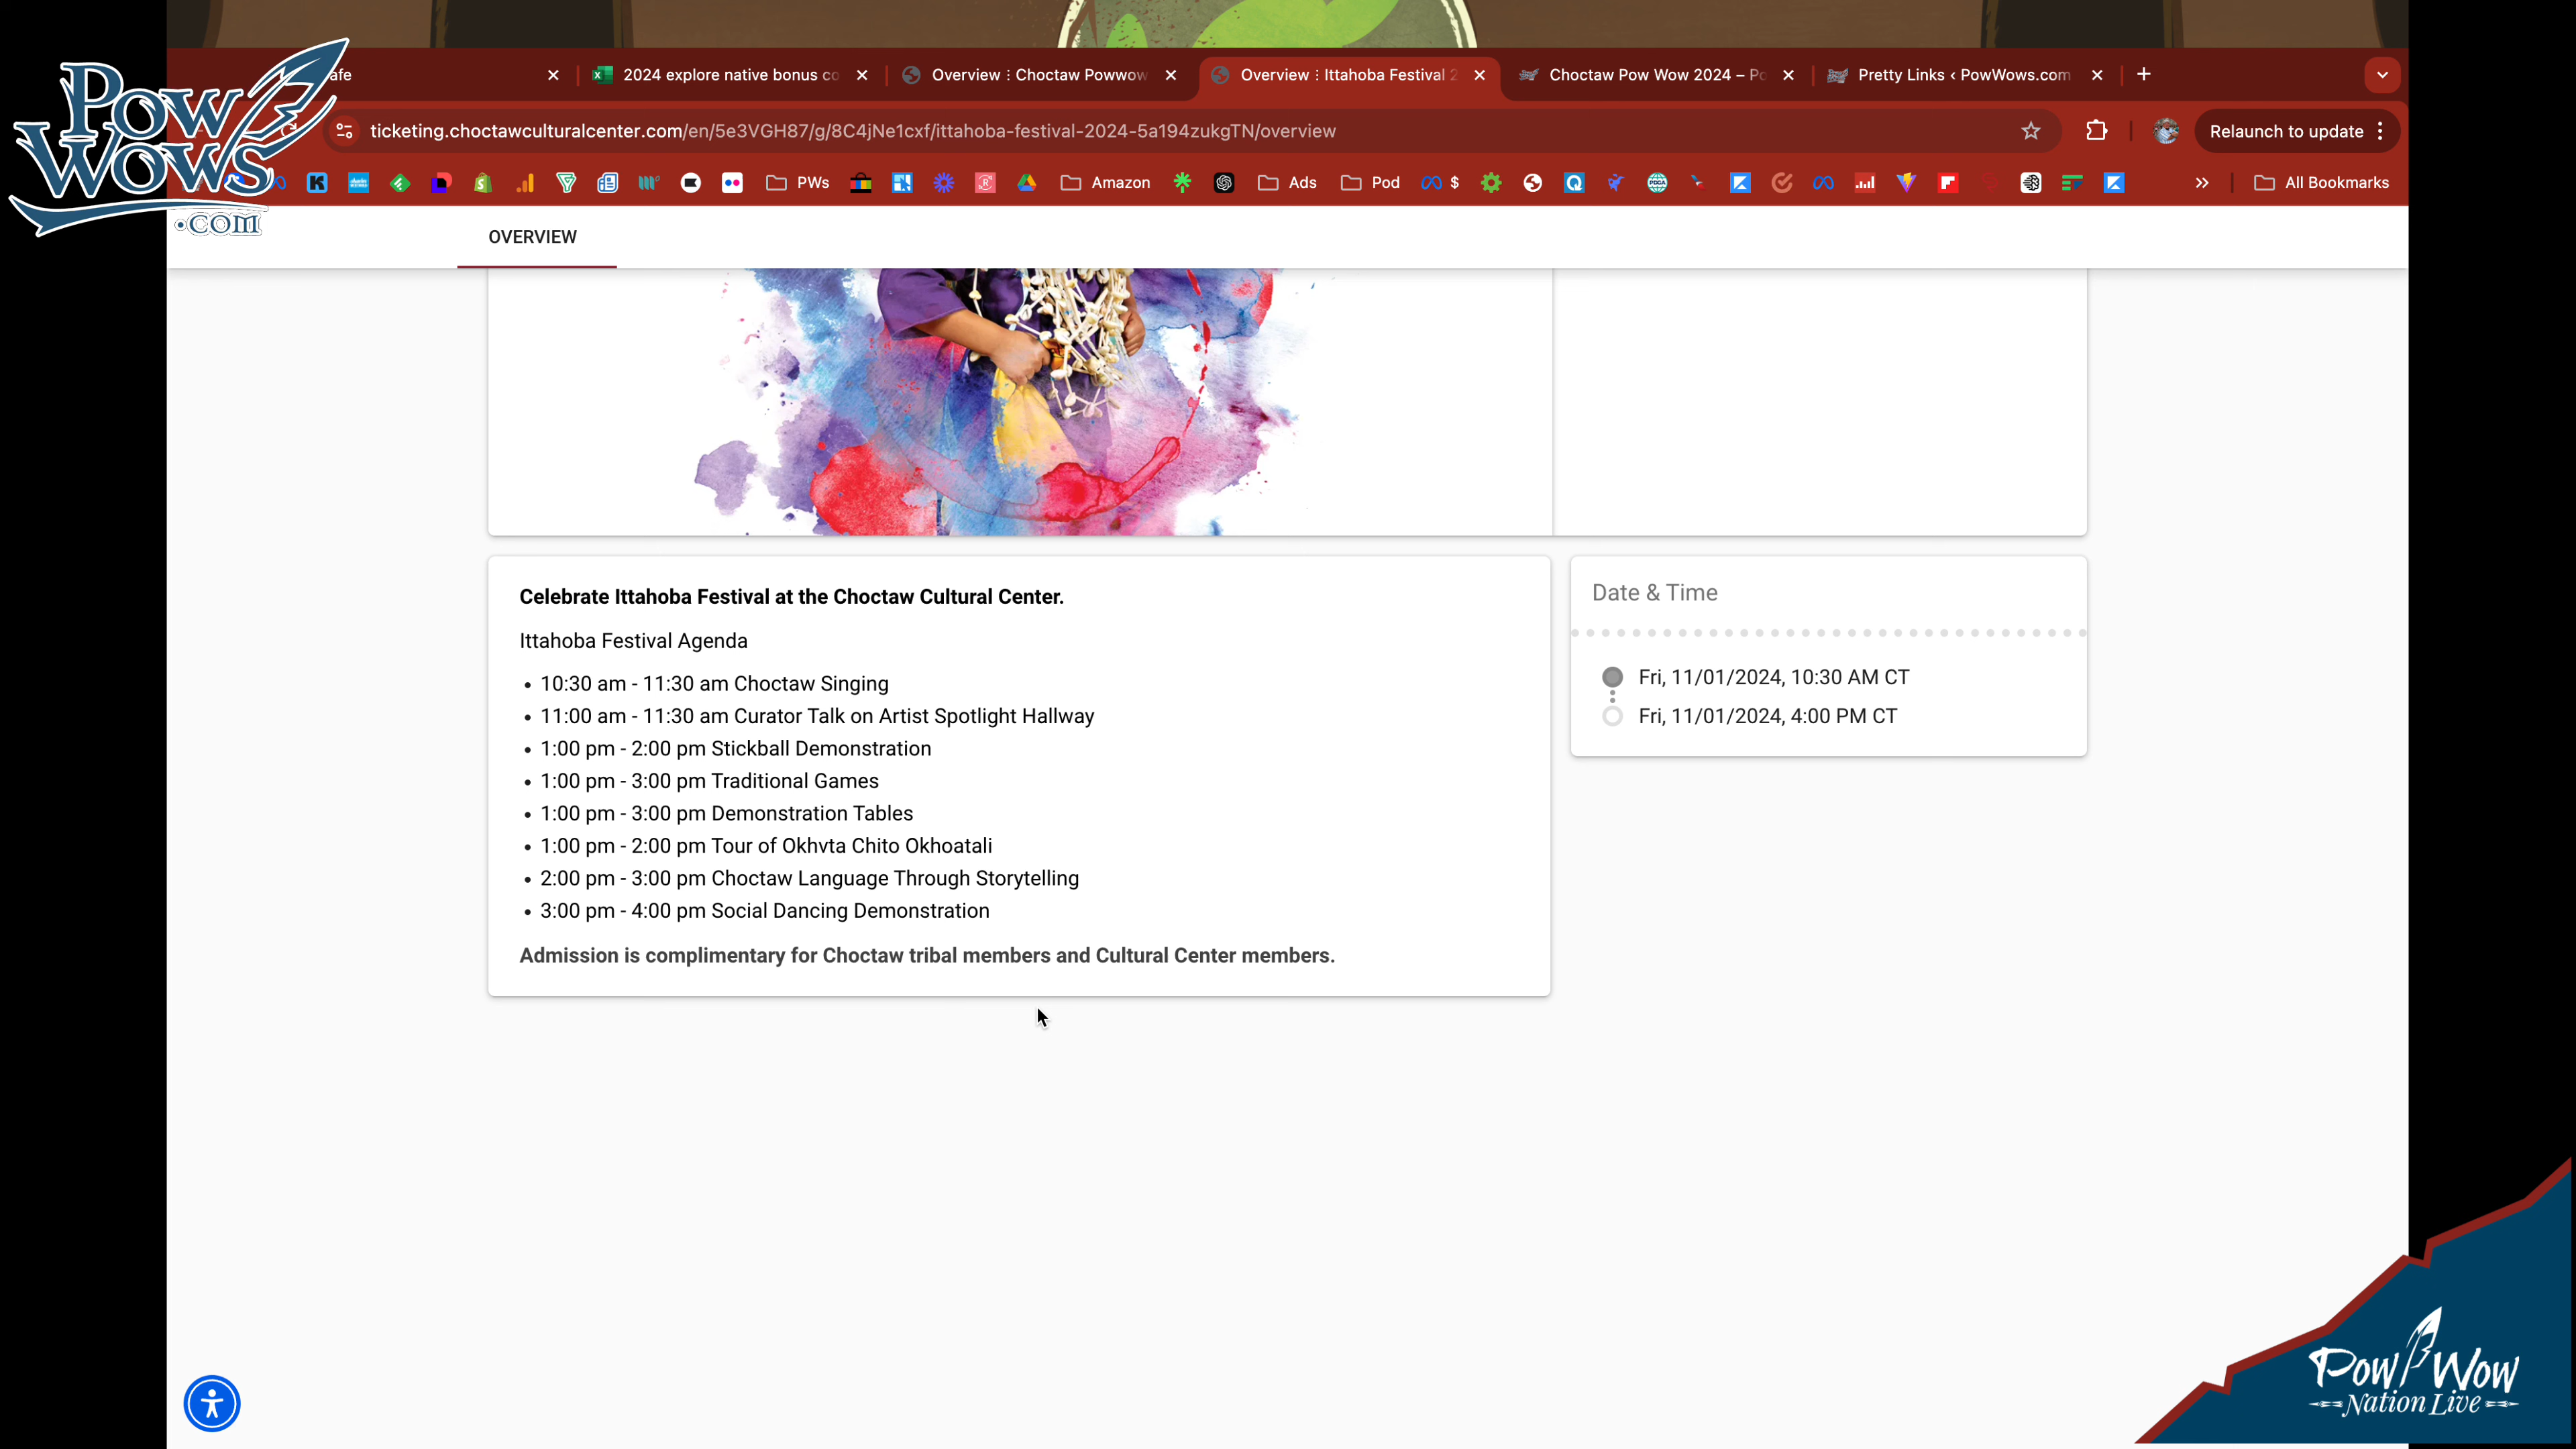 Pow
Wows
.com
afe
2024 explore native bonus co
Overview : Choctaw Powwow
Overview : Ittahoba Festival 2
Choctaw Pow Wow 2024 – Po
Pretty Links ‹ PowWows.com
ticketing.choctawculturalcenter.com/en/5e3VGH87/g/8C4jNe1cxf/ittahoba-festival-2024-5a194zukgTN/overview
Relaunch to update
PWs
Amazon
Ads
Pod
$
All Bookmarks
OVERVIEW
Celebrate Ittahoba Festival at the Choctaw Cultural Center.
Ittahoba Festival Agenda
• 10:30 am - 11:30 am Choctaw Singing
• 11:00 am - 11:30 am Curator Talk on Artist Spotlight Hallway
• 1:00 pm - 2:00 pm Stickball Demonstration
• 1:00 pm - 3:00 pm Traditional Games
• 1:00 pm - 3:00 pm Demonstration Tables
• 1:00 pm - 2:00 pm Tour of Okhvta Chito Okhoatali
• 2:00 pm - 3:00 pm Choctaw Language Through Storytelling
• 3:00 pm - 4:00 pm Social Dancing Demonstration
Admission is complimentary for Choctaw tribal members and Cultural Center members.
Date & Time
Fri, 11/01/2024, 10:30 AM CT
Fri, 11/01/2024, 4:00 PM CT
Pow Wow
Nation Live